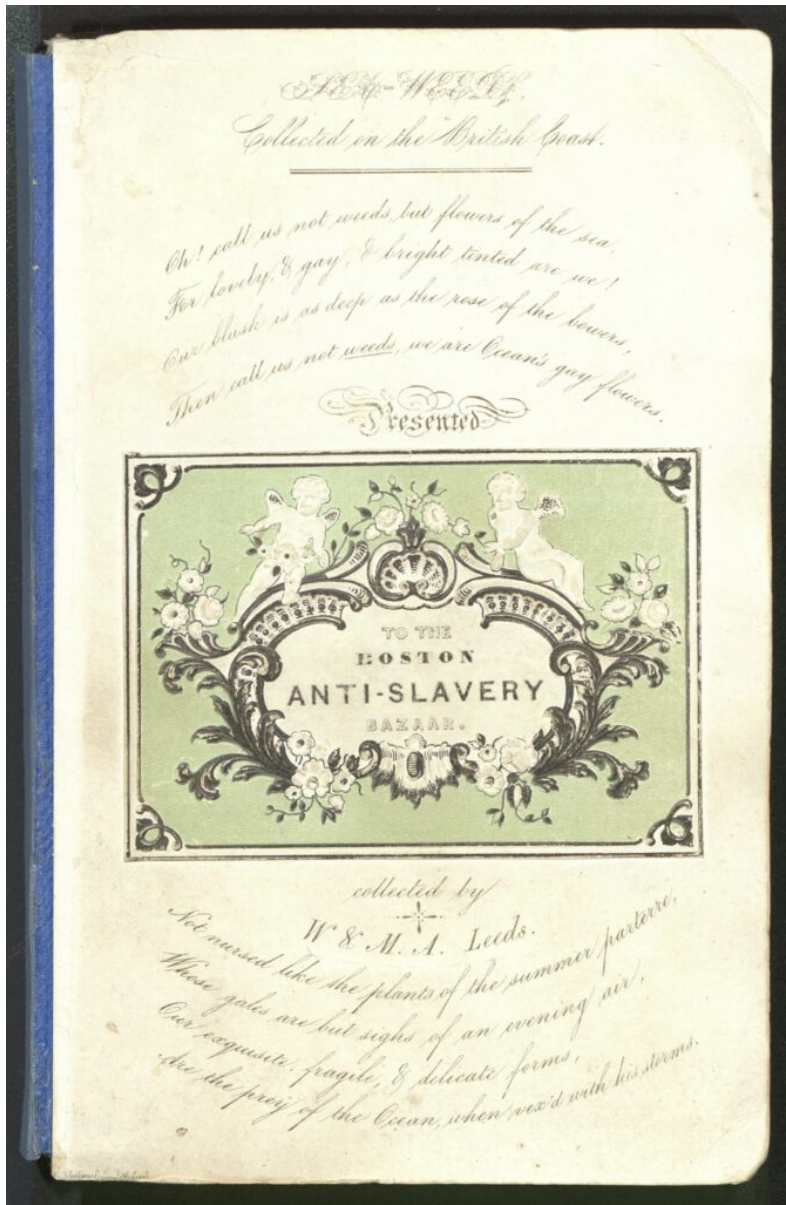 SEA-WEEDS.
Collected on the British Coast.
Oh! call us not weeds, but flowers of the sea,
For lovely, & gay, & bright tinted are we!
Our blush is as deep as the rose of the bowers,
Then call us not weeds, we are Ocean's gay flowers.
Presented
TO THE
BOSTON
ANTI-SLAVERY
BAZAAR.
collected by
W & M. A. Leeds.
Not nursed like the plants of the summer parterre,
Whose gales are but sighs of an evening air,
Our exquisite, fragile, & delicate forms,
Are the prey of the Ocean, when vex'd with his storms.